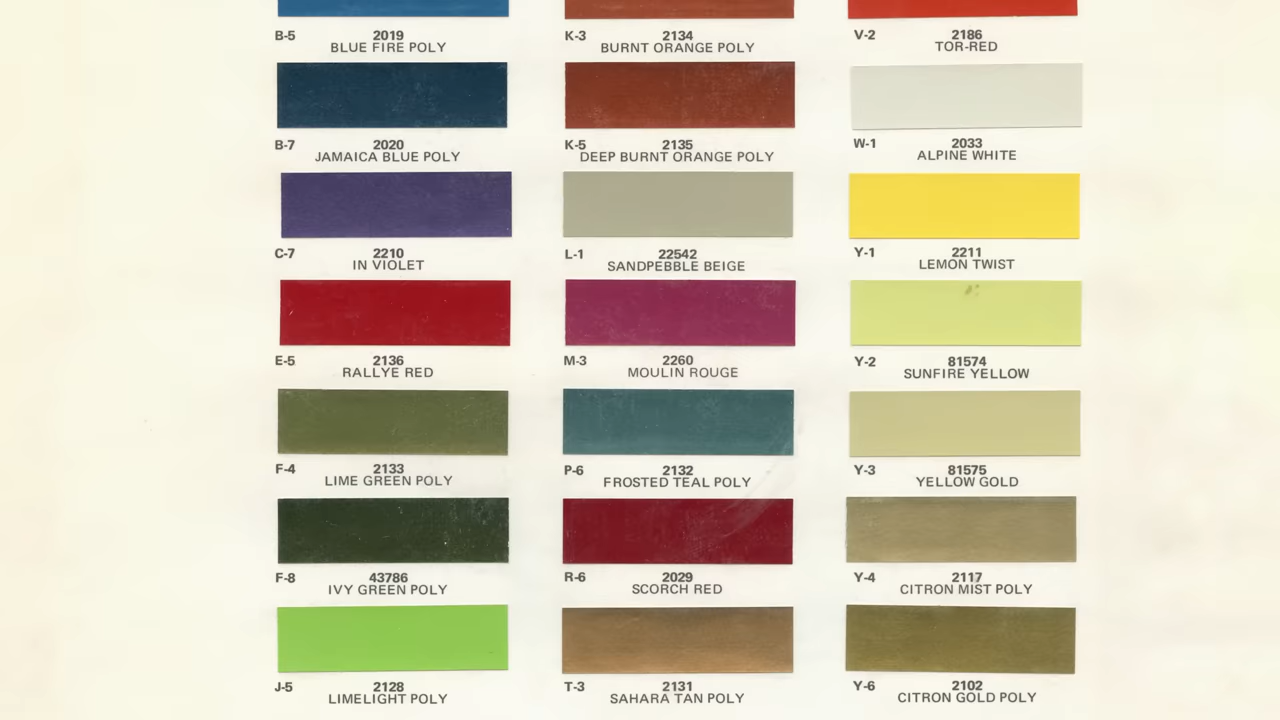 B-5 2019
BLUE FIRE POLY
K-3 2134
BURNT ORANGE POLY
V-2 2186
TOR-RED
B-7 2020
JAMAICA BLUE POLY
K-5 2135
DEEP BURNT ORANGE POLY
W-1 2033
ALPINE WHITE
C-7 2210
IN VIOLET
L-1 22542
SANDPEBBLE BEIGE
Y-1 2211
LEMON TWIST
E-5 2136
RALLYE RED
M-3 2260
MOULIN ROUGE
Y-2 81574
SUNFIRE YELLOW
F-4 2133
LIME GREEN POLY
P-6 2132
FROSTED TEAL POLY
Y-3 81575
YELLOW GOLD
F-8 43786
IVY GREEN POLY
R-6 2029
SCORCH RED
Y-4 2117
CITRON MIST POLY
J-5 2128
LIMELIGHT POLY
T-3 2131
SAHARA TAN POLY
Y-6 2102
CITRON GOLD POLY